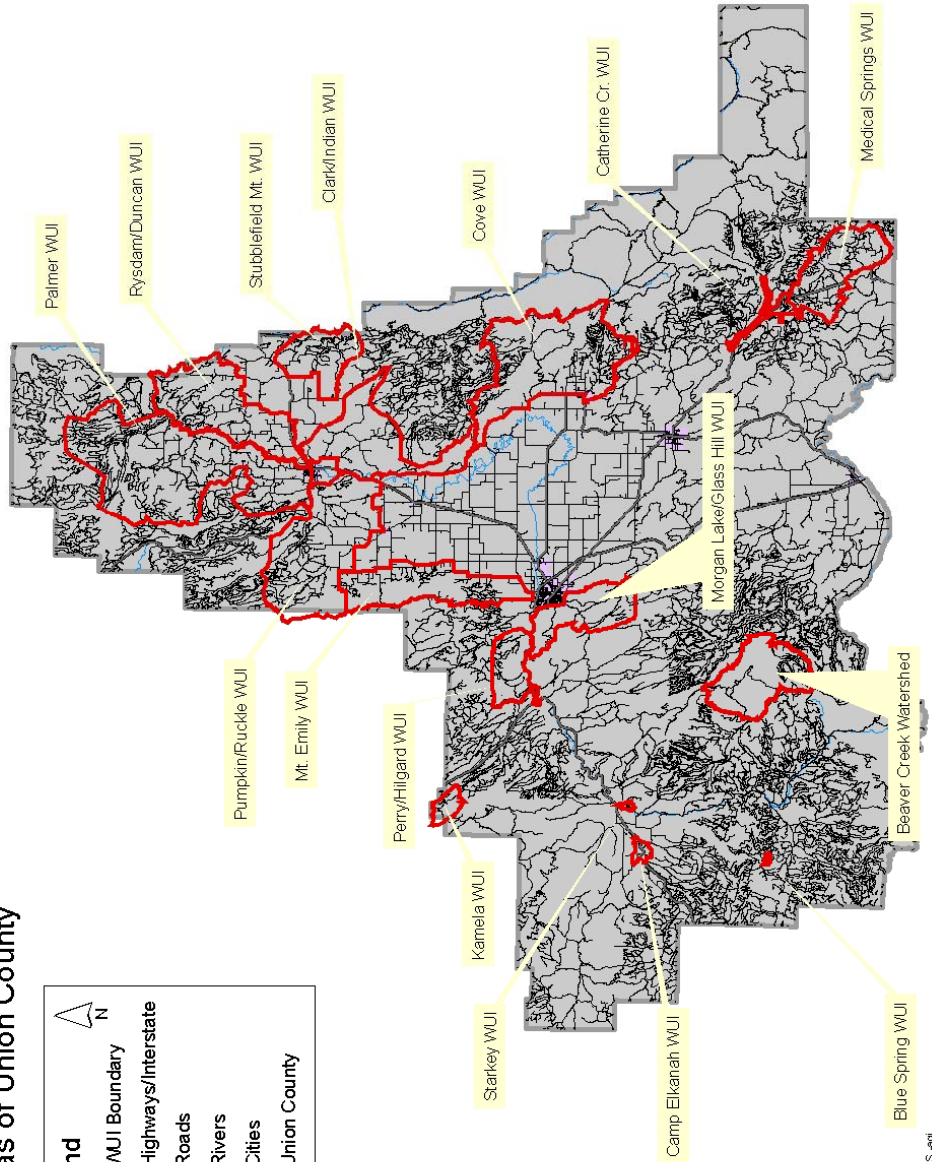 as of Union County
nd
N
WUI Boundary
Highways/Interstate
Roads
Rivers
Cities
Union County
Palmer WUI
Rysdam/Duncan WUI
Stubblefield Mt. WUI
Clark/Indian WUI
Cove WUI
Catherine Cr. WUI
Medical Springs WUI
Pumpkin/Ruckle WUI
Mt. Emily WUI
Perry/Hilgard WUI
Kamela WUI
Starkey WUI
Camp Elkanah WUI
Blue Spring WUI
Beaver Creek Watershed
Morgan Lake/Glass Hill WUI